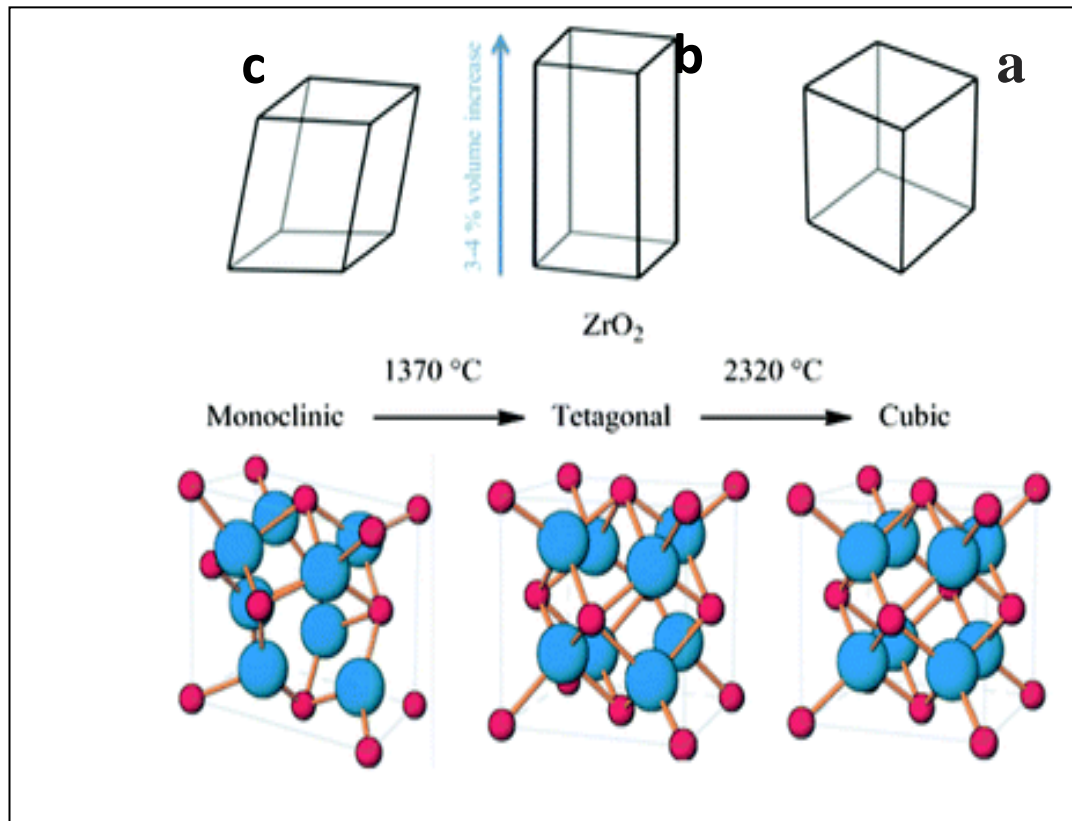 c
b
a
3-4 % volume increase
ZrO₂
1370 °C
2320 °C
Monoclinic
Tetagonal
Cubic